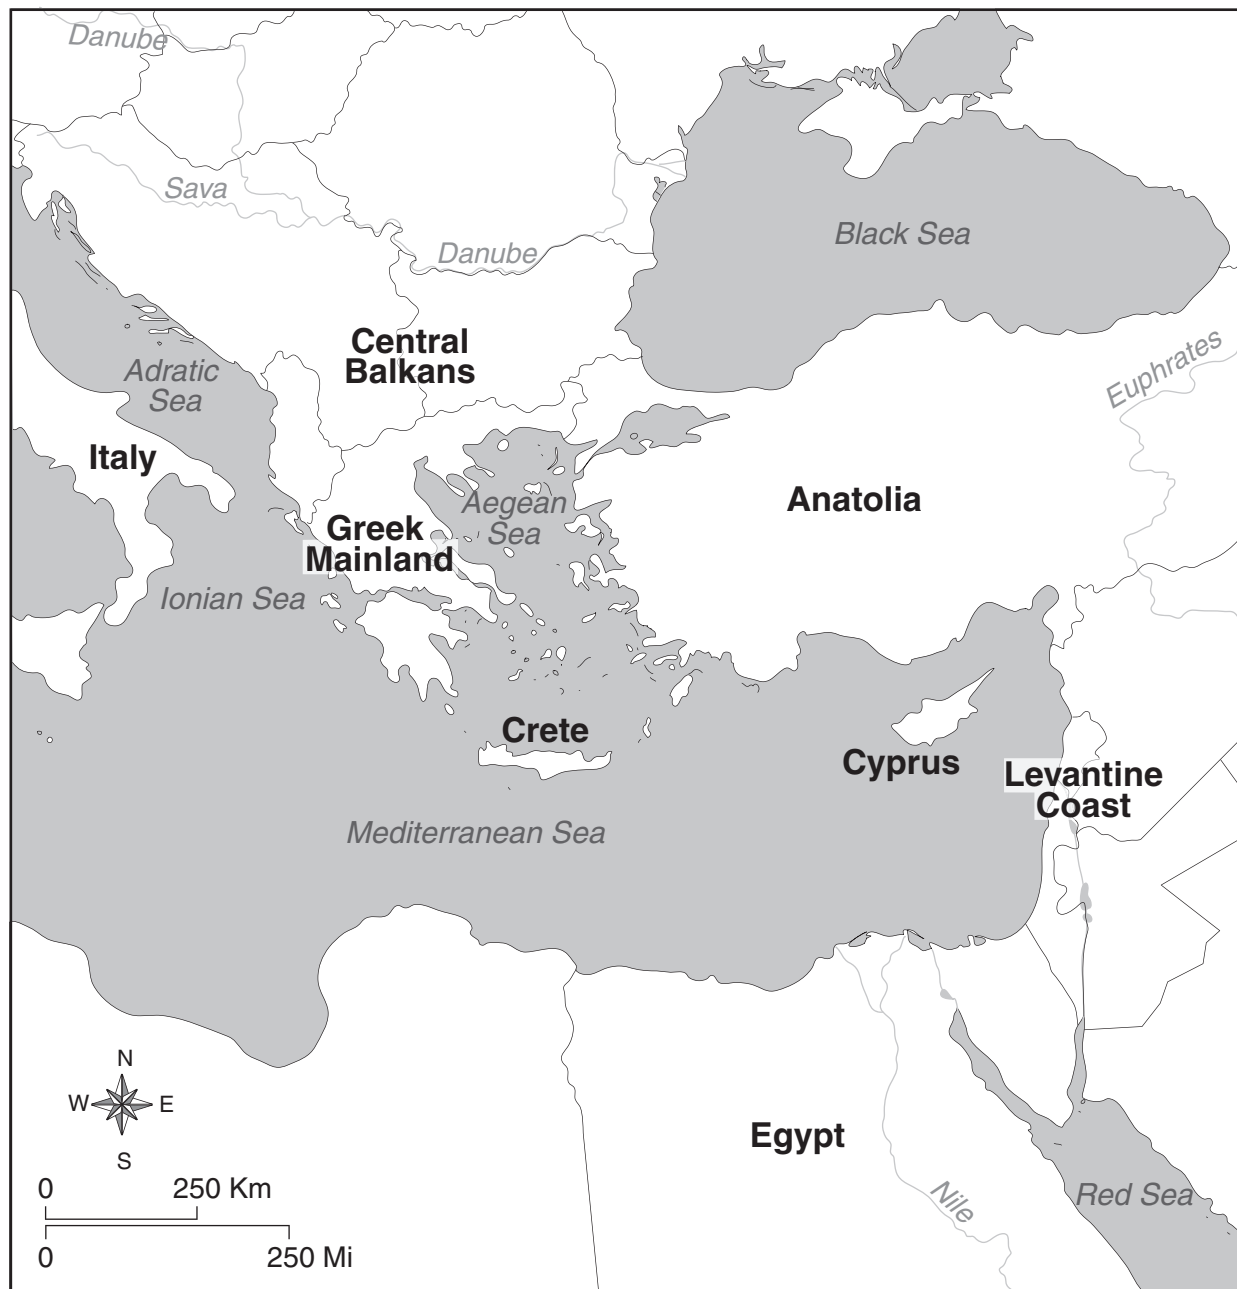 Danube
Sava
Danube
Black Sea
Central
Balkans
Euphrates
Adratic
Sea
Italy
Aegean
Sea
Anatolia
Greek
Mainland
Ionian Sea
Crete
Cyprus
Levantine
Coast
Mediterranean Sea
N
W
E
S
Egypt
Nile
Red Sea
0
250 Km
0
250 Mi